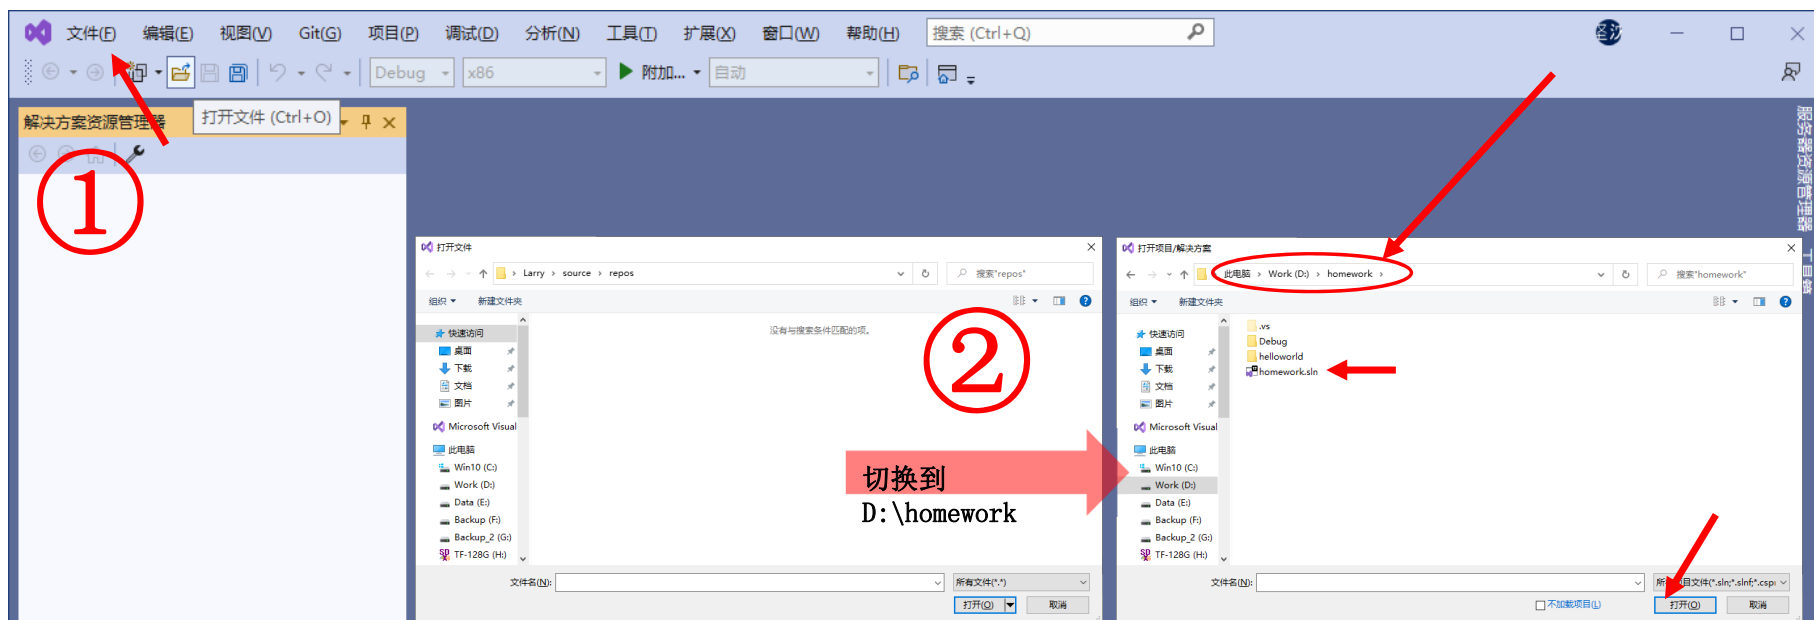 文件(F) 编辑(E) 视图(V) Git(G) 项目(P) 调试(D) 分析(N) 工具(T) 扩展(X) 窗口(W) 帮助(H) 搜索 (Ctrl+Q)
Debug x86 附加... 自动
解决方案资源管理器
打开文件 (Ctrl+O)
服务器资源管理器
工具箱
①
打开文件
Larry › source › repos
搜索"repos"
组织 新建文件夹
没有与搜索条件匹配的项。
快速访问
桌面
下载
文档
图片
Microsoft Visual
此电脑
Win10 (C:)
Work (D:)
Data (E:)
Backup (F:)
Backup_2 (G:)
TF-128G (H:)
文件名(N): 所有文件(*.*)
打开(O) 取消
②
切换到
D:\homework
打开项目/解决方案
此电脑 › Work (D:) › homework ›
搜索"homework"
组织 新建文件夹
快速访问
桌面
下载
文档
图片
Microsoft Visual
此电脑
Win10 (C:)
Work (D:)
Data (E:)
Backup (F:)
Backup_2 (G:)
TF-128G (H:)
.vs
Debug
helloworld
homework.sln
文件名(N): 所 目文件(*.sln;*.slnf;*.cspr
不加载项目(L)
打开(O) 取消